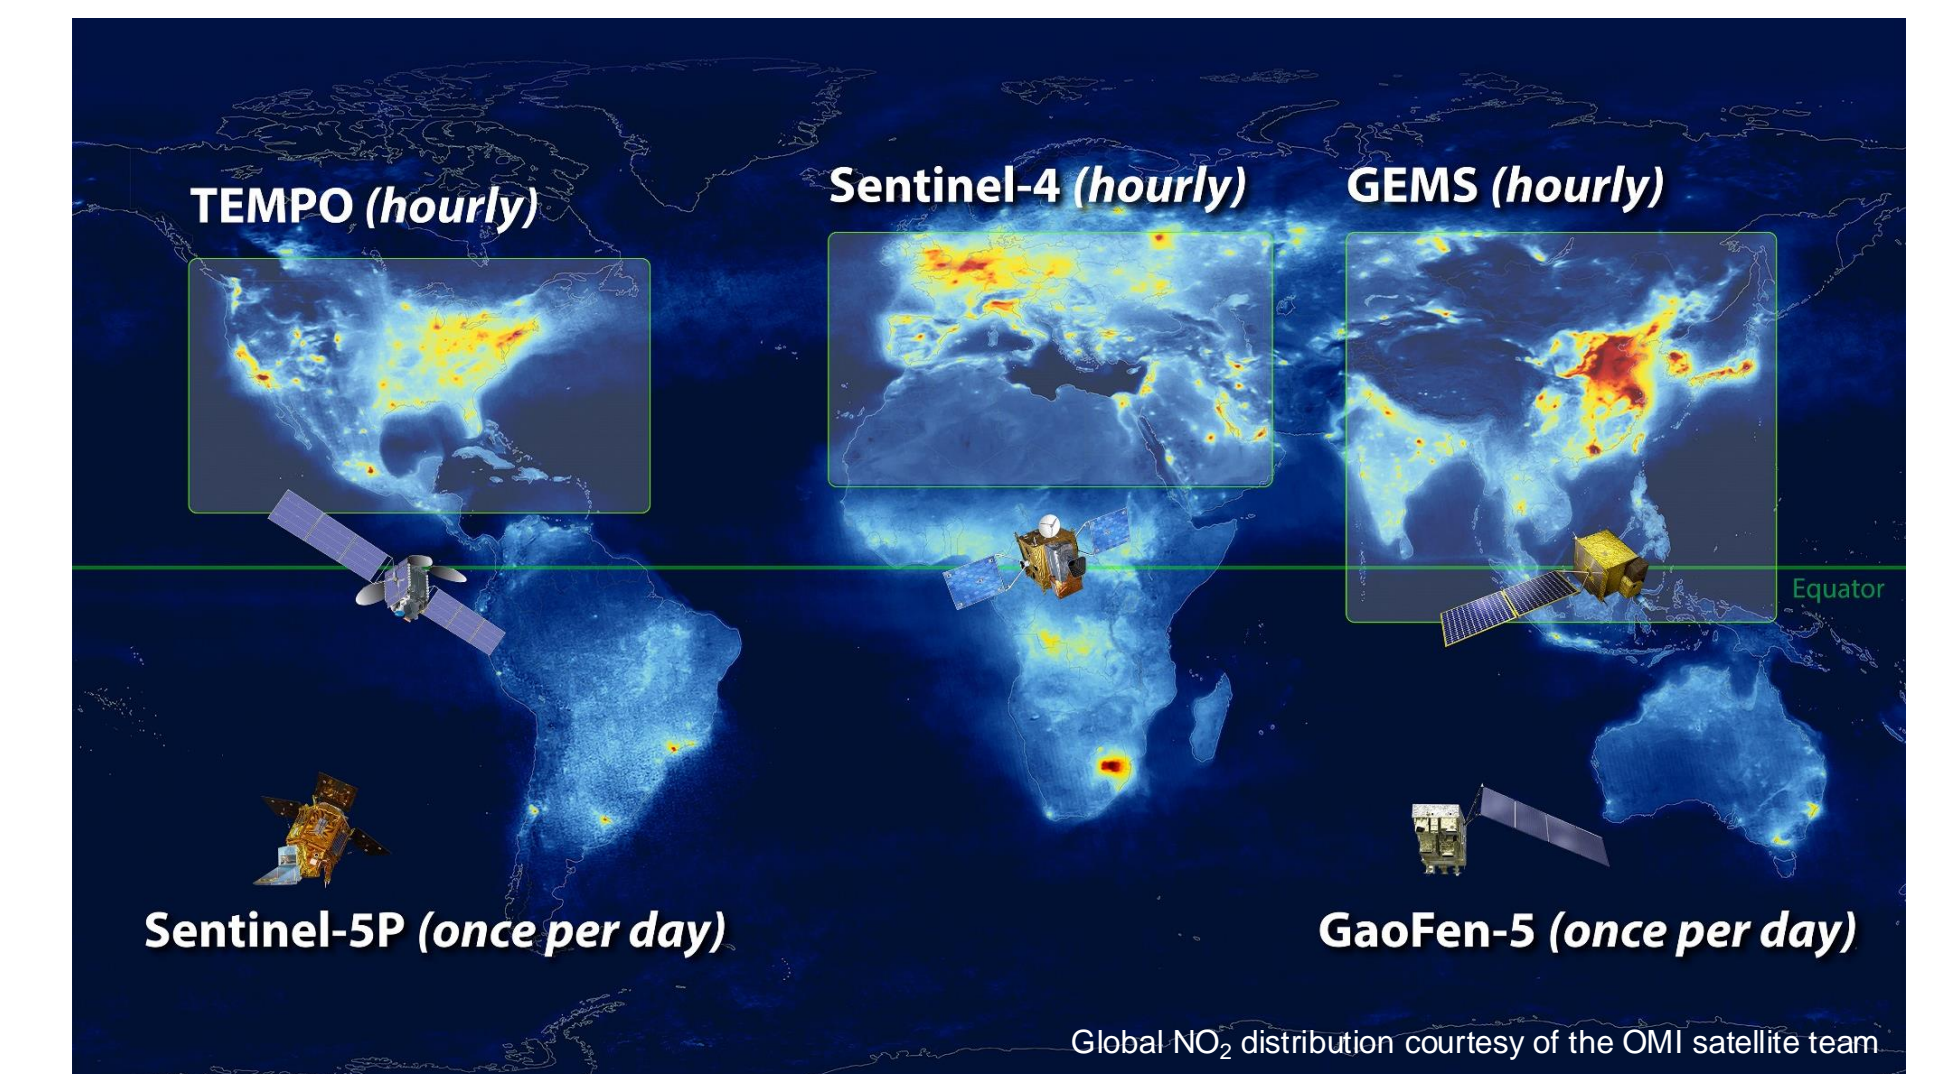 TEMPO (hourly)
Sentinel-4 (hourly)
GEMS (hourly)
Equator
Sentinel-5P (once per day)
GaoFen-5 (once per day)
Global NO₂ distribution courtesy of the OMI satellite team